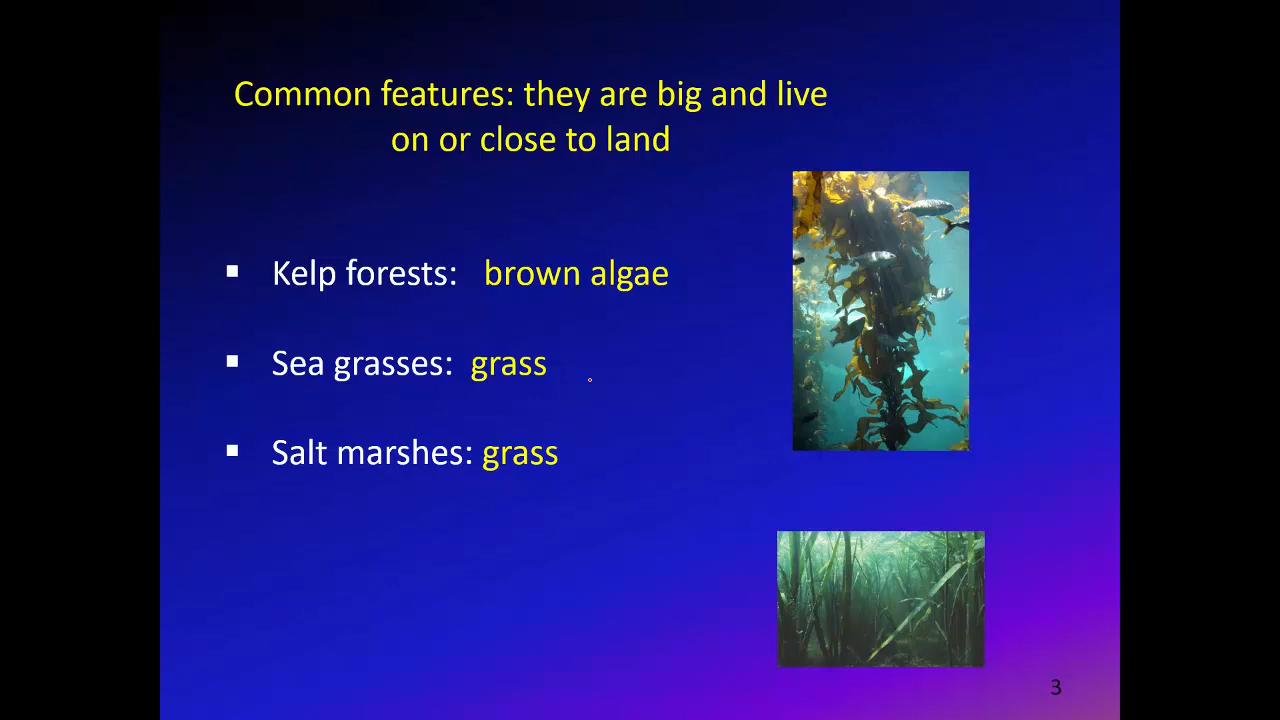 Common features: they are big and live
on or close to land
▪ Kelp forests: brown algae
▪ Sea grasses: grass
▪ Salt marshes: grass
3